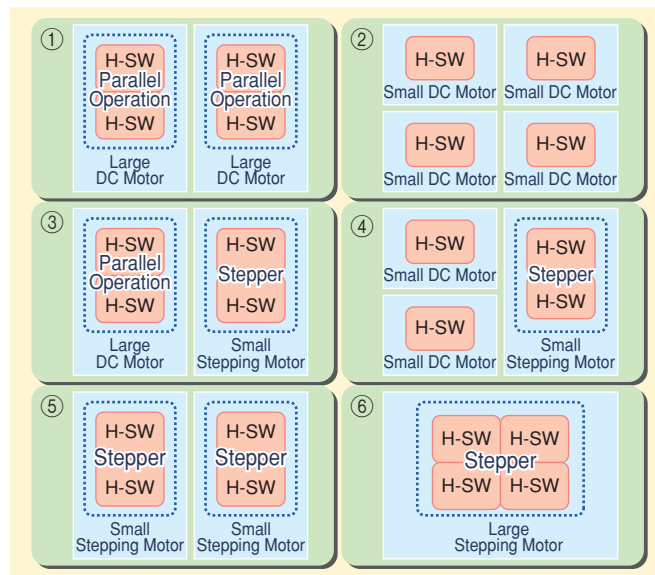 ①
H-SW
Parallel
Operation
H-SW
Large
DC Motor
H-SW
Parallel
Operation
H-SW
Large
DC Motor
②
H-SW
Small DC Motor
H-SW
Small DC Motor
H-SW
Small DC Motor
H-SW
Small DC Motor
③
H-SW
Parallel
Operation
H-SW
Large
DC Motor
H-SW
Stepper
H-SW
Small
Stepping Motor
④
H-SW
Small DC Motor
H-SW
Small DC Motor
H-SW
Stepper
H-SW
Small
Stepping Motor
⑤
H-SW
Stepper
H-SW
Small
Stepping Motor
H-SW
Stepper
H-SW
Small
Stepping Motor
⑥
H-SW H-SW
Stepper
H-SW H-SW
Large
Stepping Motor